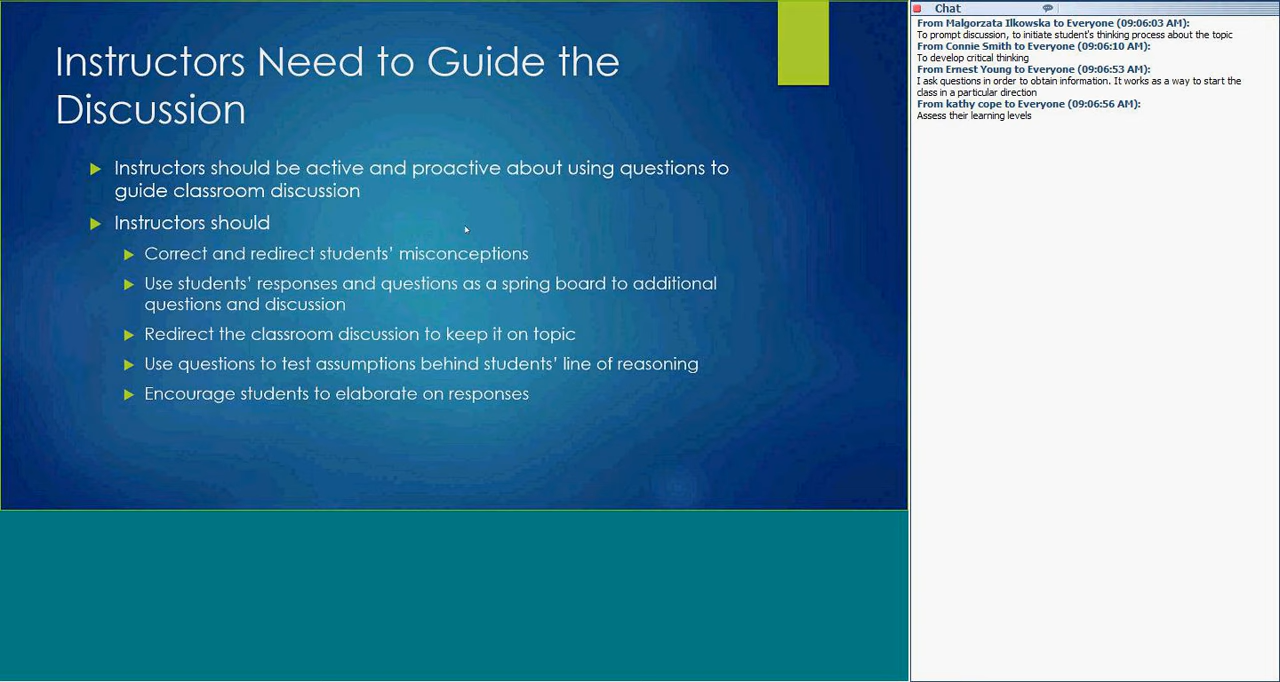 Instructors Need to Guide the
Discussion
Instructors should be active and proactive about using questions to
guide classroom discussion
Instructors should
Correct and redirect students’ misconceptions
Use students’ responses and questions as a spring board to additional
questions and discussion
Redirect the classroom discussion to keep it on topic
Use questions to test assumptions behind students’ line of reasoning
Encourage students to elaborate on responses
Chat
From Malgorzata Ilkowska to Everyone (09:06:03 AM):
To prompt discussion, to initiate student's thinking process about the topic
From Connie Smith to Everyone (09:06:10 AM):
To develop critical thinking
From Ernest Young to Everyone (09:06:53 AM):
I ask questions in order to obtain information. It works as a way to start the
class in a particular direction
From kathy cope to Everyone (09:06:56 AM):
Assess their learning levels